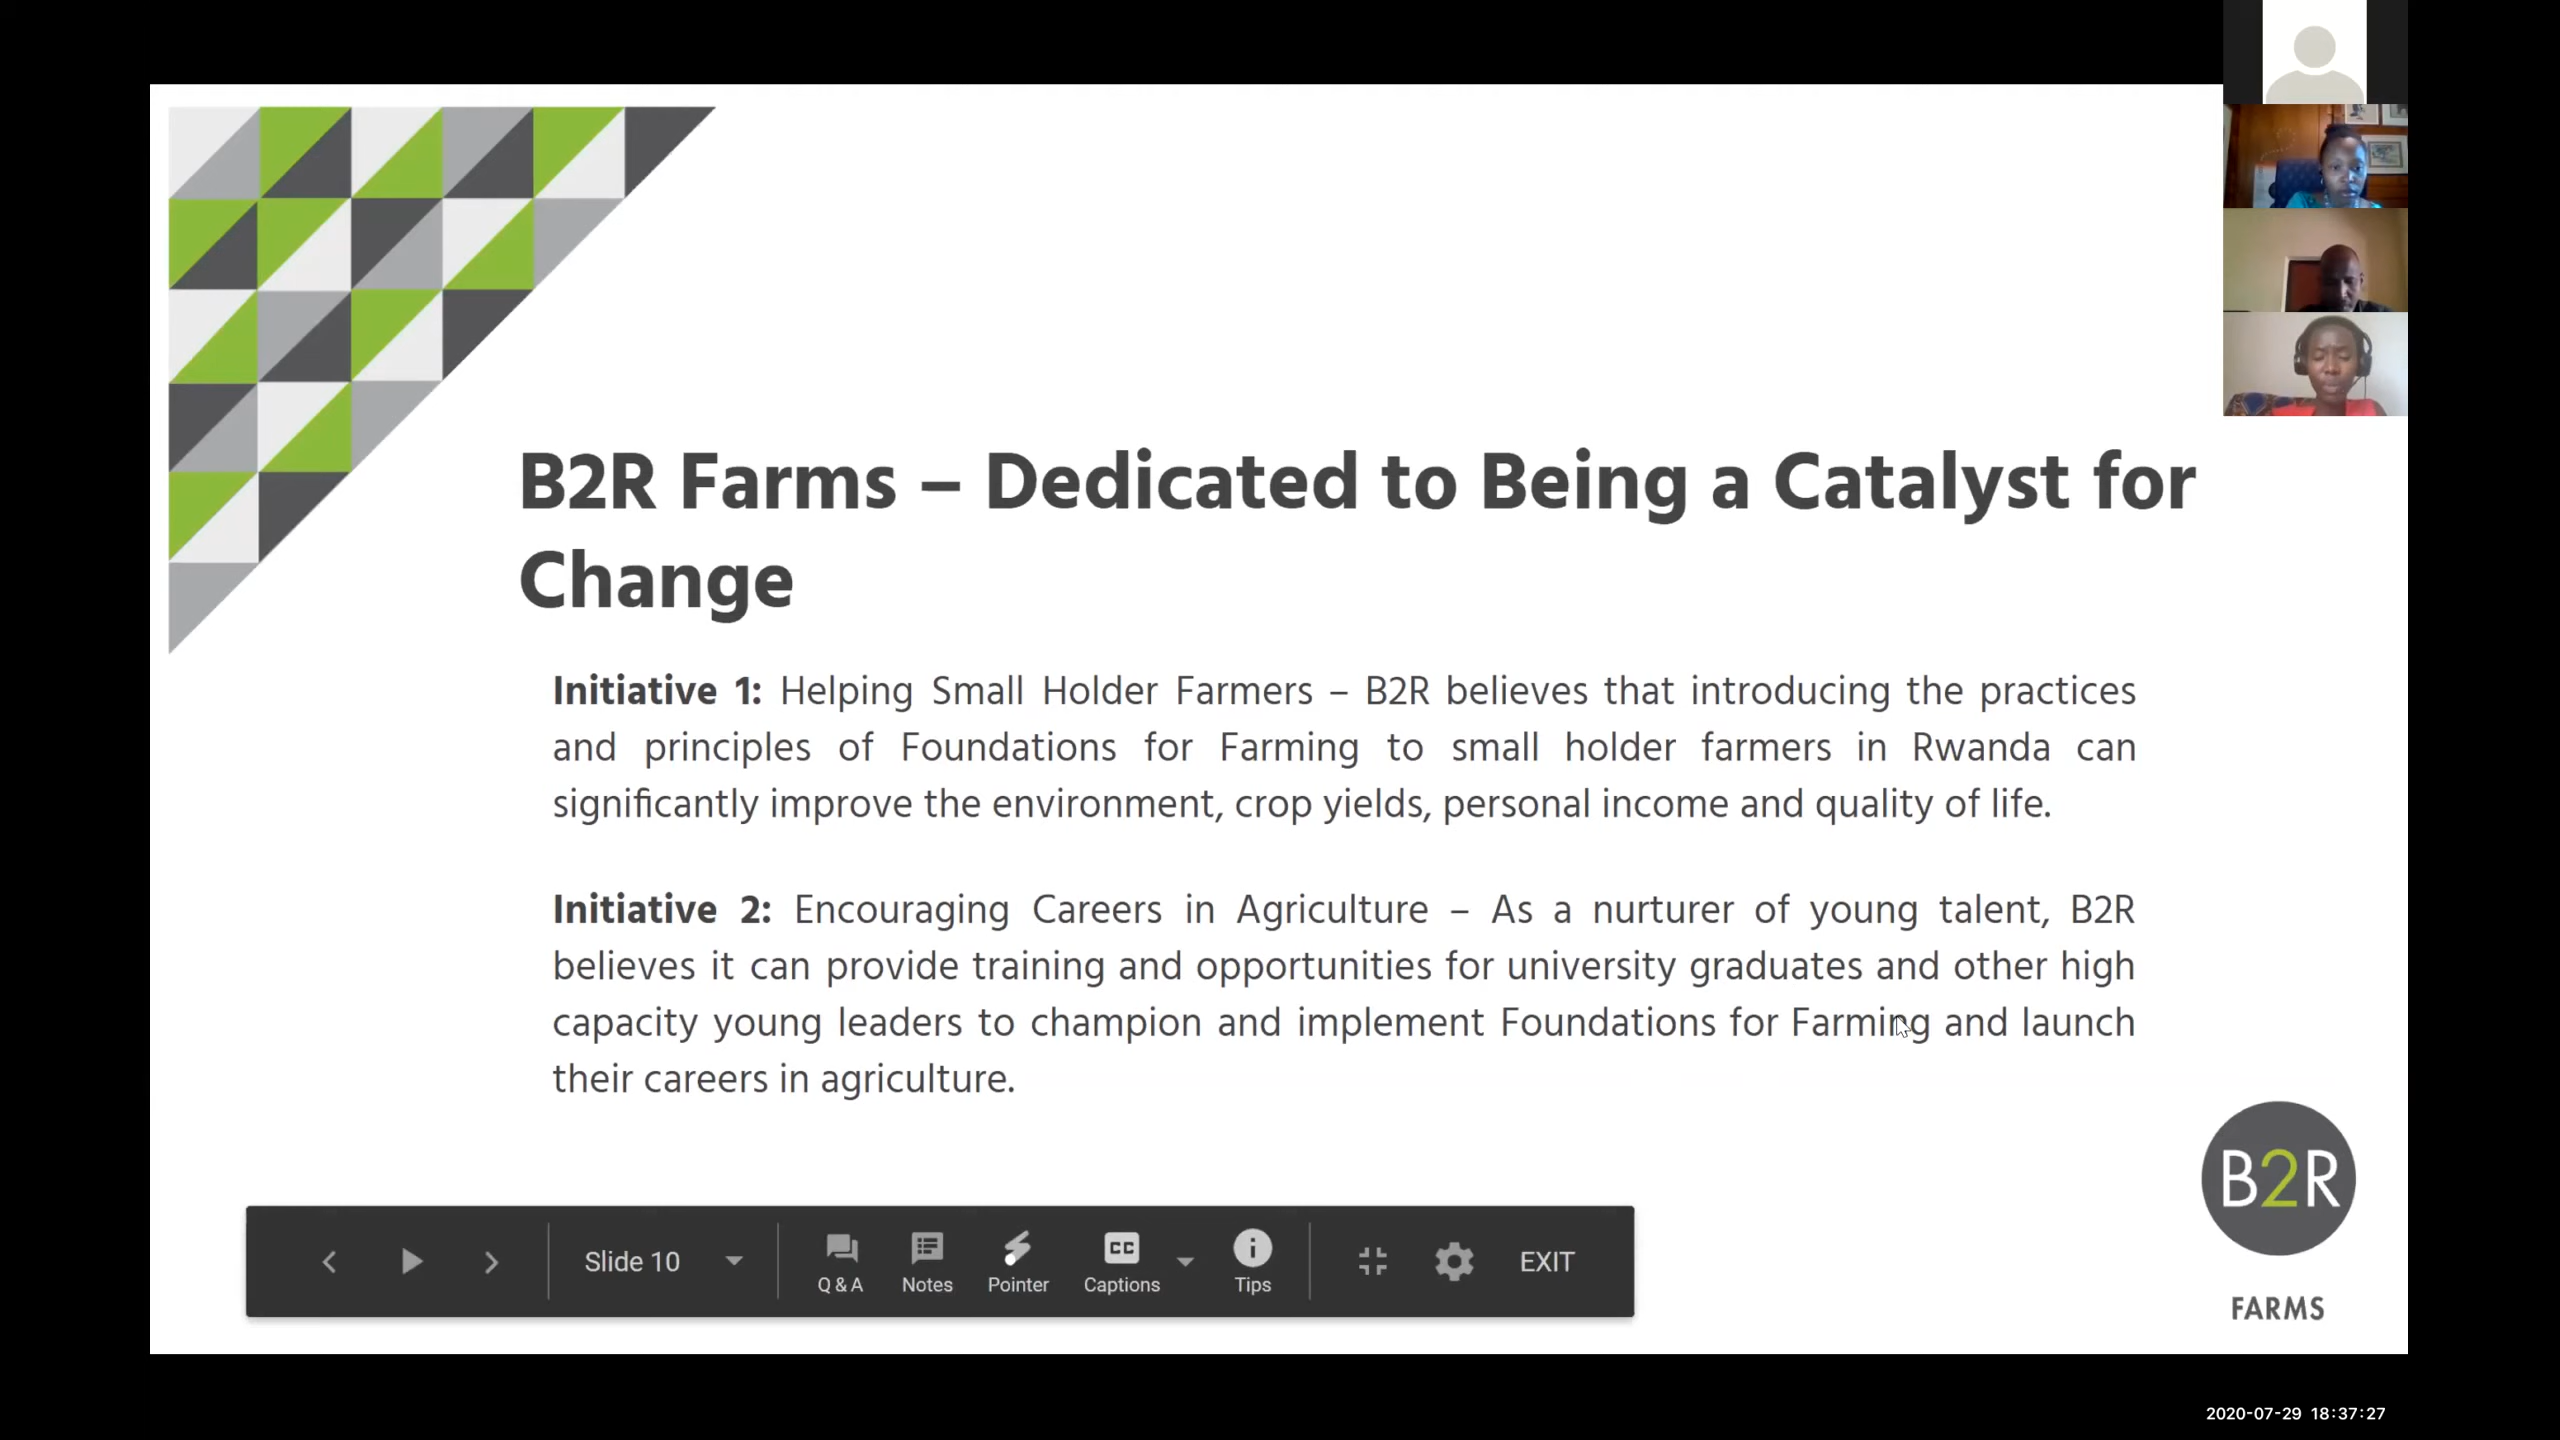 B2R Farms – Dedicated to Being a Catalyst for
Change
Initiative 1: Helping Small Holder Farmers – B2R believes that introducing the practices
and principles of Foundations for Farming to small holder farmers in Rwanda can
significantly improve the environment, crop yields, personal income and quality of life.
Initiative 2: Encouraging Careers in Agriculture – As a nurturer of young talent, B2R
believes it can provide training and opportunities for university graduates and other high
capacity young leaders to champion and implement Foundations for Farming and launch
their careers in agriculture.
B2R
FARMS
Slide 10
Q & A
Notes
Pointer
CC
Captions
Tips
EXIT
2020-07-29 18:37:27